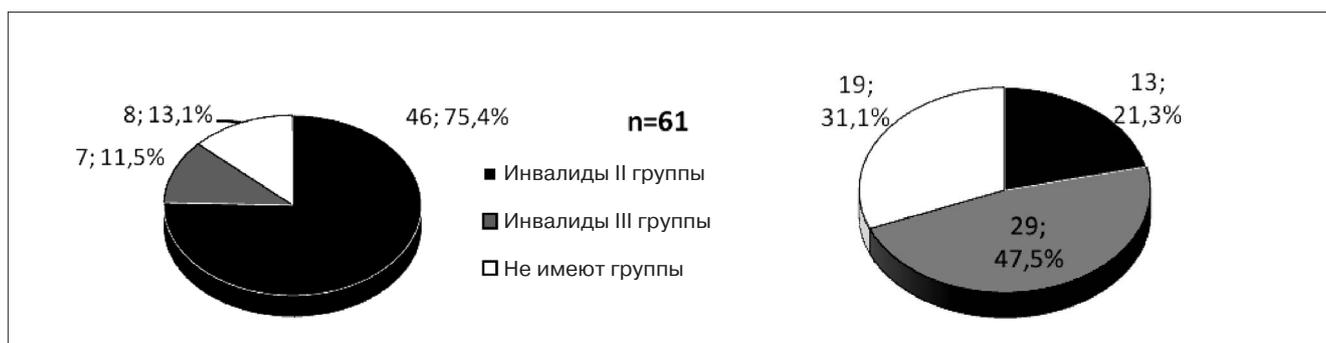 8; 13,1%
7; 11,5%
46; 75,4%
n=61
Инвалиды II группы
Инвалиды III группы
Не имеют группы
19;
31,1%
13;
21,3%
29;
47,5%